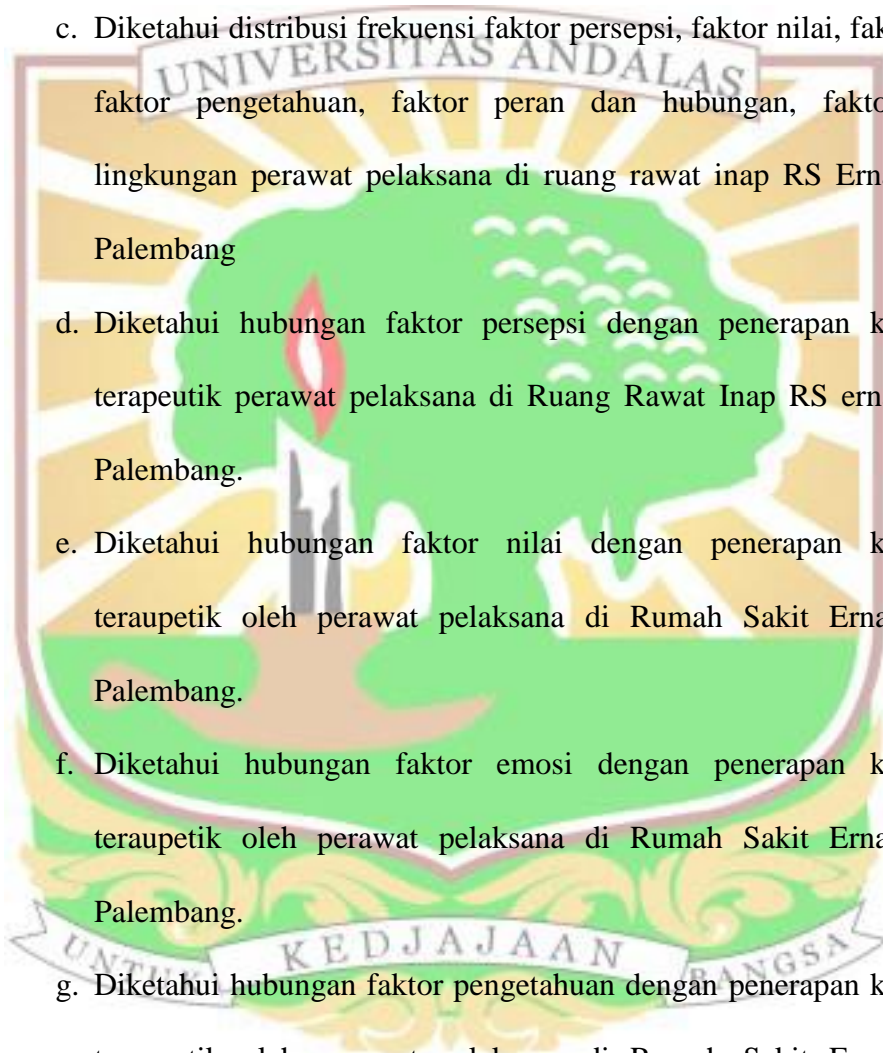 c. Diketahui distribusi frekuensi faktor persepsi, faktor nilai, fak
UNIVERSITAS ANDALAS
faktor pengetahuan, faktor peran dan hubungan, fakto
lingkungan perawat pelaksana di ruang rawat inap RS Ern
Palembang
d. Diketahui hubungan faktor persepsi dengan penerapan k
terapeutik perawat pelaksana di Ruang Rawat Inap RS ern
Palembang.
e. Diketahui hubungan faktor nilai dengan penerapan k
teraupetik oleh perawat pelaksana di Rumah Sakit Erna
Palembang.
f. Diketahui hubungan faktor emosi dengan penerapan k
teraupetik oleh perawat pelaksana di Rumah Sakit Erna
Palembang.
UNTUK KEDJAJAAN BANGSA
g. Diketahui hubungan faktor pengetahuan dengan penerapan k